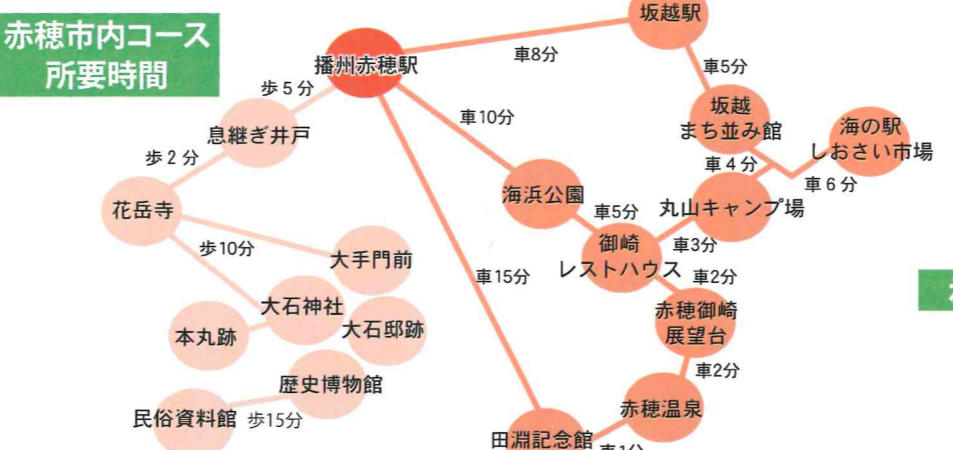 赤穂市内コース
所要時間
坂越駅
播州赤穂駅
車8分
車5分
歩5分
坂越
まち並み館
海の駅
しおさい市場
車10分
息継ぎ井戸
歩2分
車4分
車6分
海浜公園
花岳寺
車5分
丸山キャンプ場
御崎
レストハウス
車3分
歩10分
大手門前
車15分
車2分
大石神社
赤穂御崎
展望台
本丸跡
大石邸跡
車2分
歴史博物館
赤穂温泉
民俗資料館
歩15分
田淵記念館
車1分